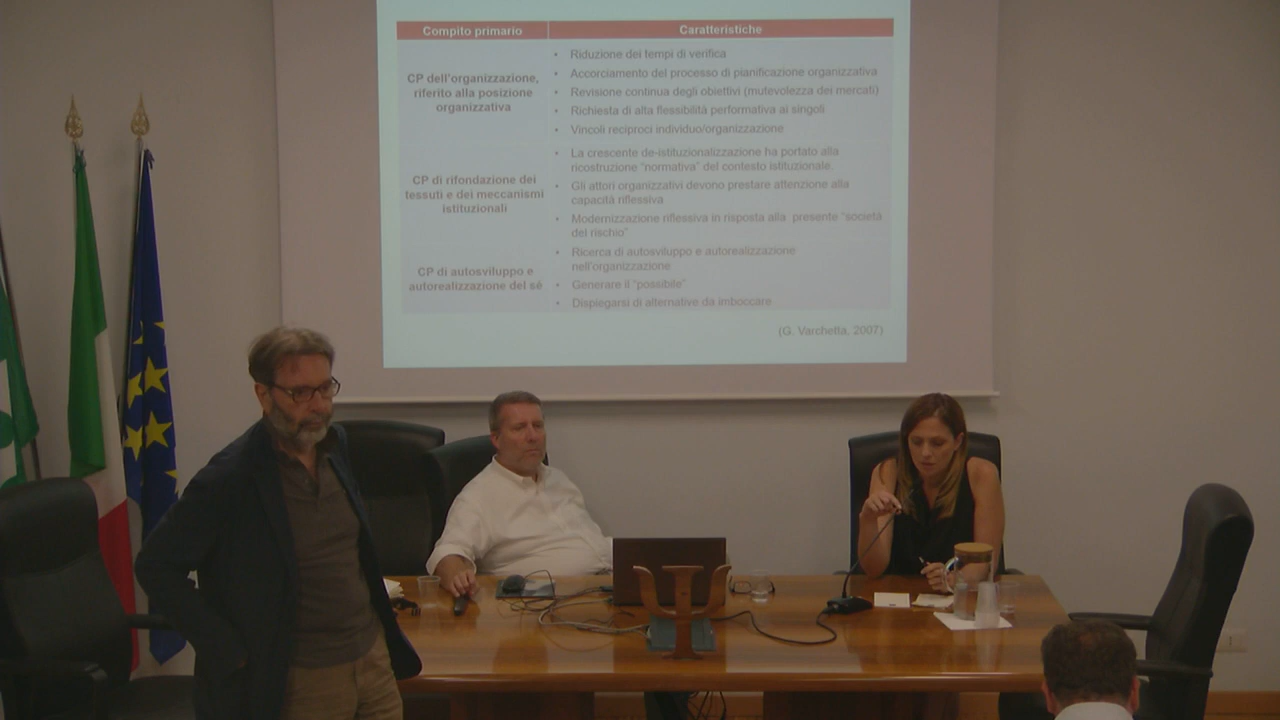 Compito primario
Caratteristiche
CP dell'organizzazione,
riferito alla posizione
organizzativa
• Riduzione dei tempi di verifica
• Accorciamento del processo di pianificazione organizzativa
• Revisione continua degli obiettivi (mutevolezza dei mercati)
• Richiesta di alta flessibilità performativa ai singoli
• Vincoli reciproci individuo/organizzazione
CP di rifondazione dei
tessuti e dei meccanismi
istituzionali
• La crescente de-istituzionalizzazione ha portato alla
ricostruzione "normativa" del contesto istituzionale.
• Gli attori organizzativi devono prestare attenzione alla
capacità riflessiva
• Modernizzazione riflessiva in risposta alla presente "società
del rischio"
CP di autosviluppo e
autorealizzazione del sé
• Ricerca di autosviluppo e autorealizzazione
nell'organizzazione
• Generare il "possibile"
• Dispiegarsi di alternative da imboccare
(G. Varchetta, 2007)